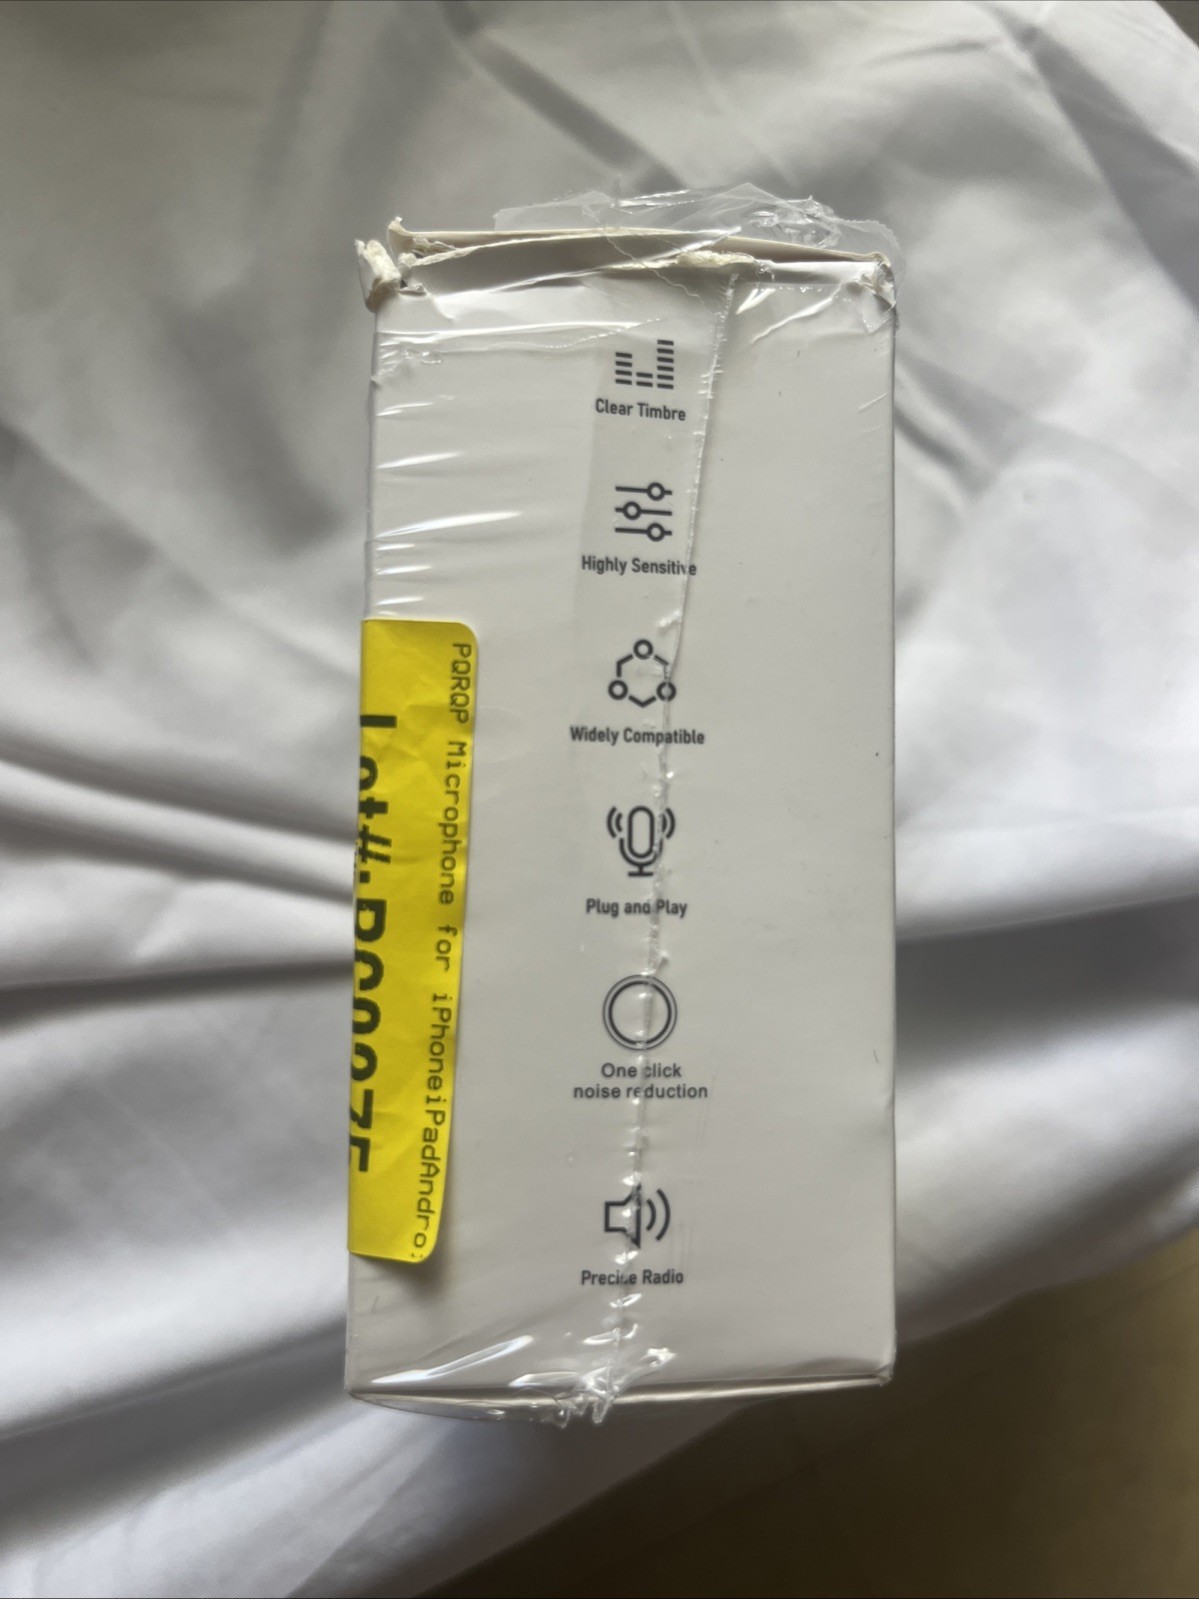 Clear Timbre
Highly Sensitive
Widely Compatible
Plug and Play
One click
noise reduction
Precise Radio
PQRQP Microphone for iPhoneiPadAndro
Lot#: